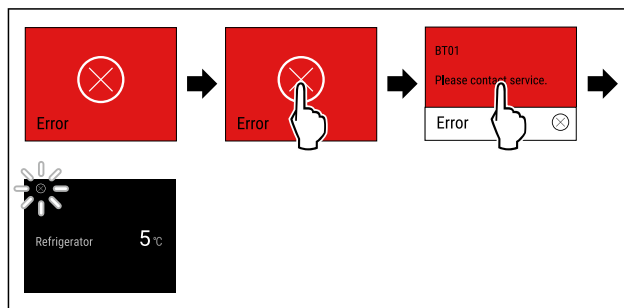 Error
Error
BT01
Please contact service.
Error
Refrigerator 5 °C